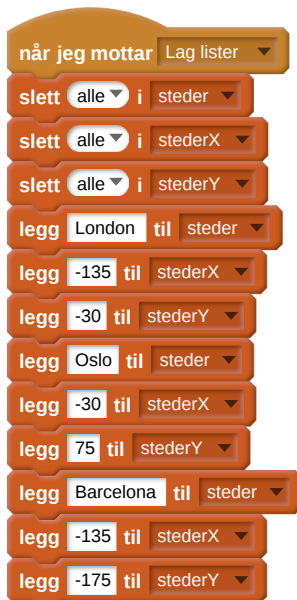 når jeg mottar Lag lister
slett alle i steder
slett alle i stederX
slett alle i stederY
legg London til steder
legg -135 til stederX
legg -30 til stederY
legg Oslo til steder
legg -30 til stederX
legg 75 til stederY
legg Barcelona til steder
legg -135 til stederX
legg -175 til stederY